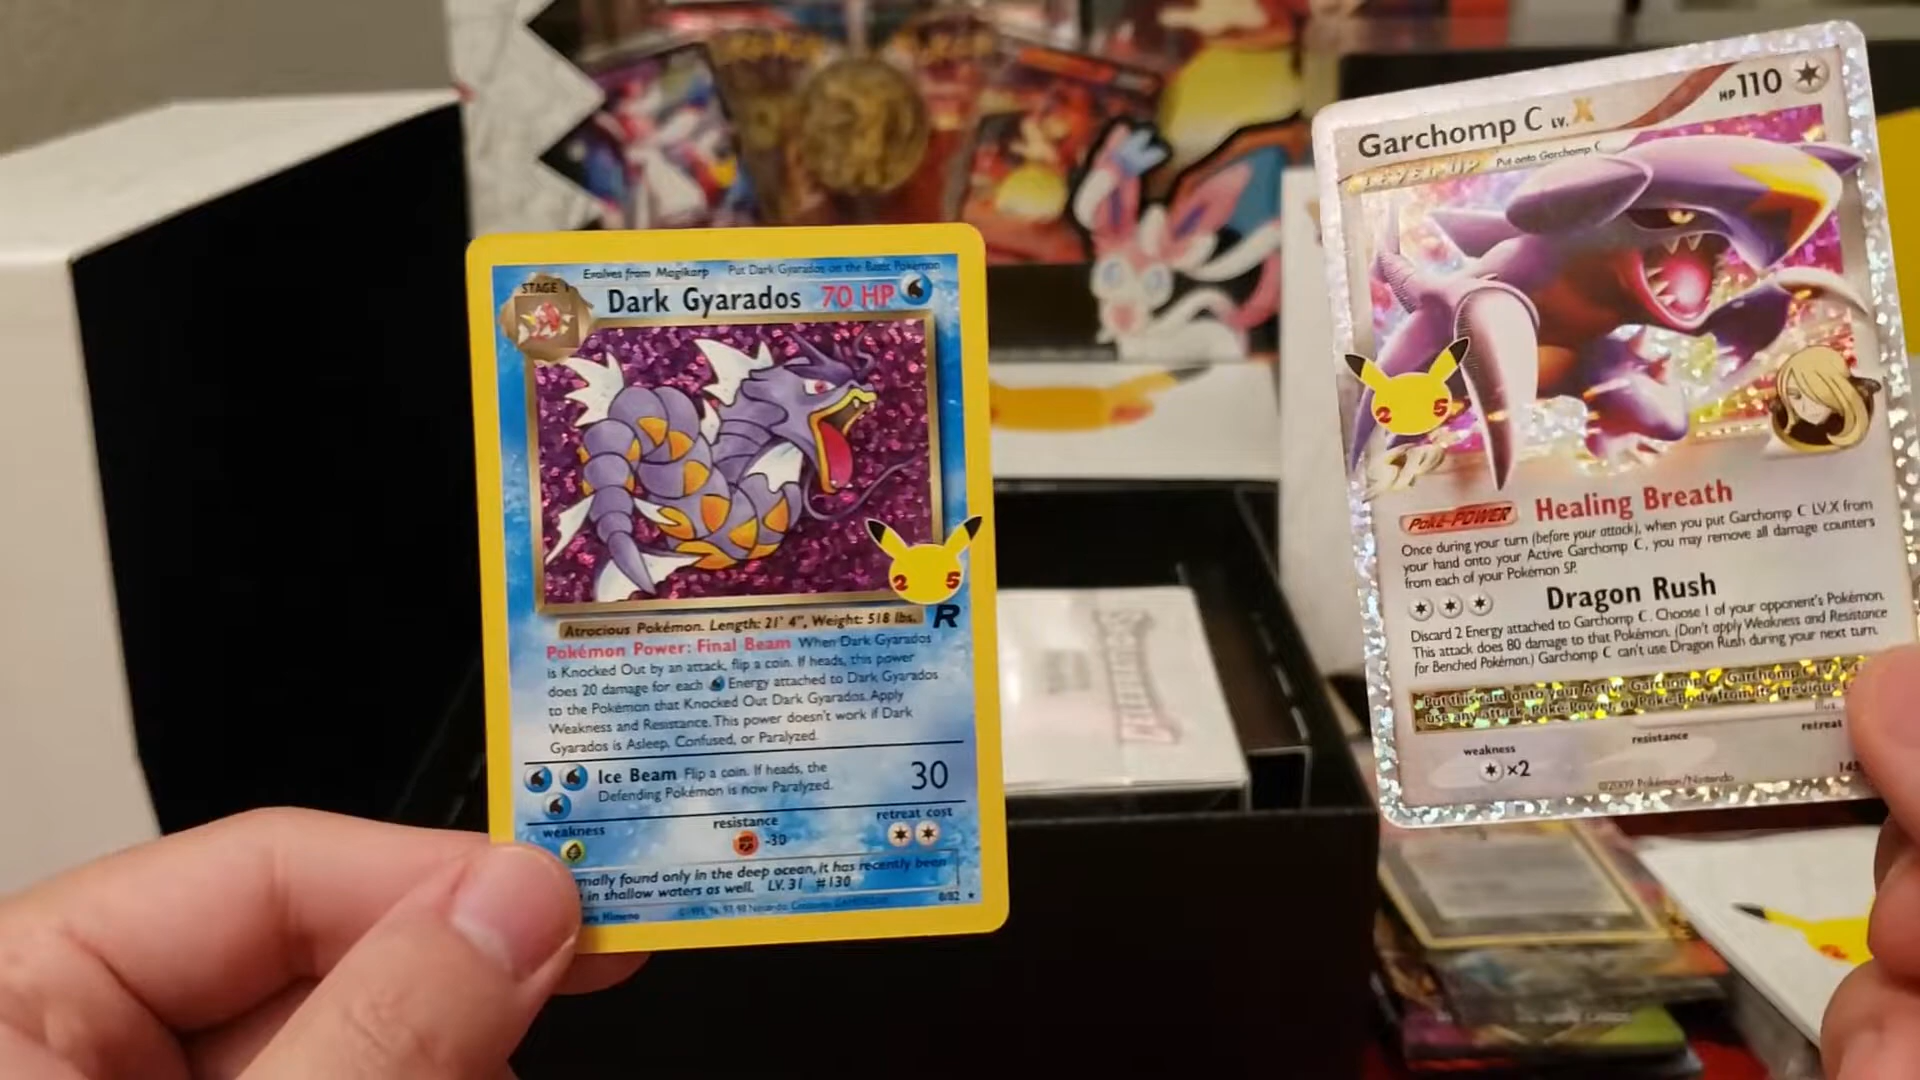 Evolves from Magikarp Put Dark Gyarados on the Basic Pokémon
STAGE 1
Dark Gyarados 70 HP
2 5
R
Atrocious Pokémon. Length: 21' 4", Weight: 518 lbs.
Pokémon Power: Final Beam When Dark Gyarados
is Knocked Out by an attack, flip a coin. If heads, this power
does 20 damage for each Energy attached to Dark Gyarados
to the Pokémon that Knocked Out Dark Gyarados. Apply
Weakness and Resistance. This power doesn't work if Dark
Gyarados is Asleep, Confused, or Paralyzed.
Ice Beam Flip a coin. If heads, the
Defending Pokémon is now Paralyzed.
30
weakness
resistance
retreat cost
-30
mally found only in the deep ocean, it has recently been
in shallow waters as well. LV. 31 #130
Himeno
8/82
Garchomp C LV.X
HP 110
LEVEL-UP Put onto Garchomp C
2 5
SP
Poké-POWER Healing Breath
Once during your turn (before your attack), when you put Garchomp C LV.X from
your hand onto your Active Garchomp C, you may remove all damage counters
from each of your Pokémon SP.
Dragon Rush
Discard 2 Energy attached to Garchomp C. Choose 1 of your opponent's Pokémon.
This attack does 80 damage to that Pokémon. (Don't apply Weakness and Resistance
for Benched Pokémon.) Garchomp C can't use Dragon Rush during your next turn.
Put this card onto your Active Garchomp C. Garchomp C LV.X
use any attack, Poké-Power, or Poké-Body from its previous
Illus.
weakness
resistance
retreat
×2
©2009 Pokémon/Nintendo
145